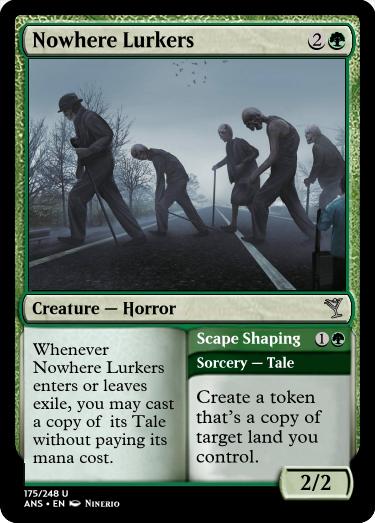 Nowhere Lurkers 2
Creature — Horror
Whenever
Nowhere Lurkers
enters or leaves
exile, you may cast
a copy of its Tale
without paying its
mana cost.
Scape Shaping 1
Sorcery — Tale
Create a token
that's a copy of
target land you
control.
2/2
175/248 U
ANS • EN Ninerio